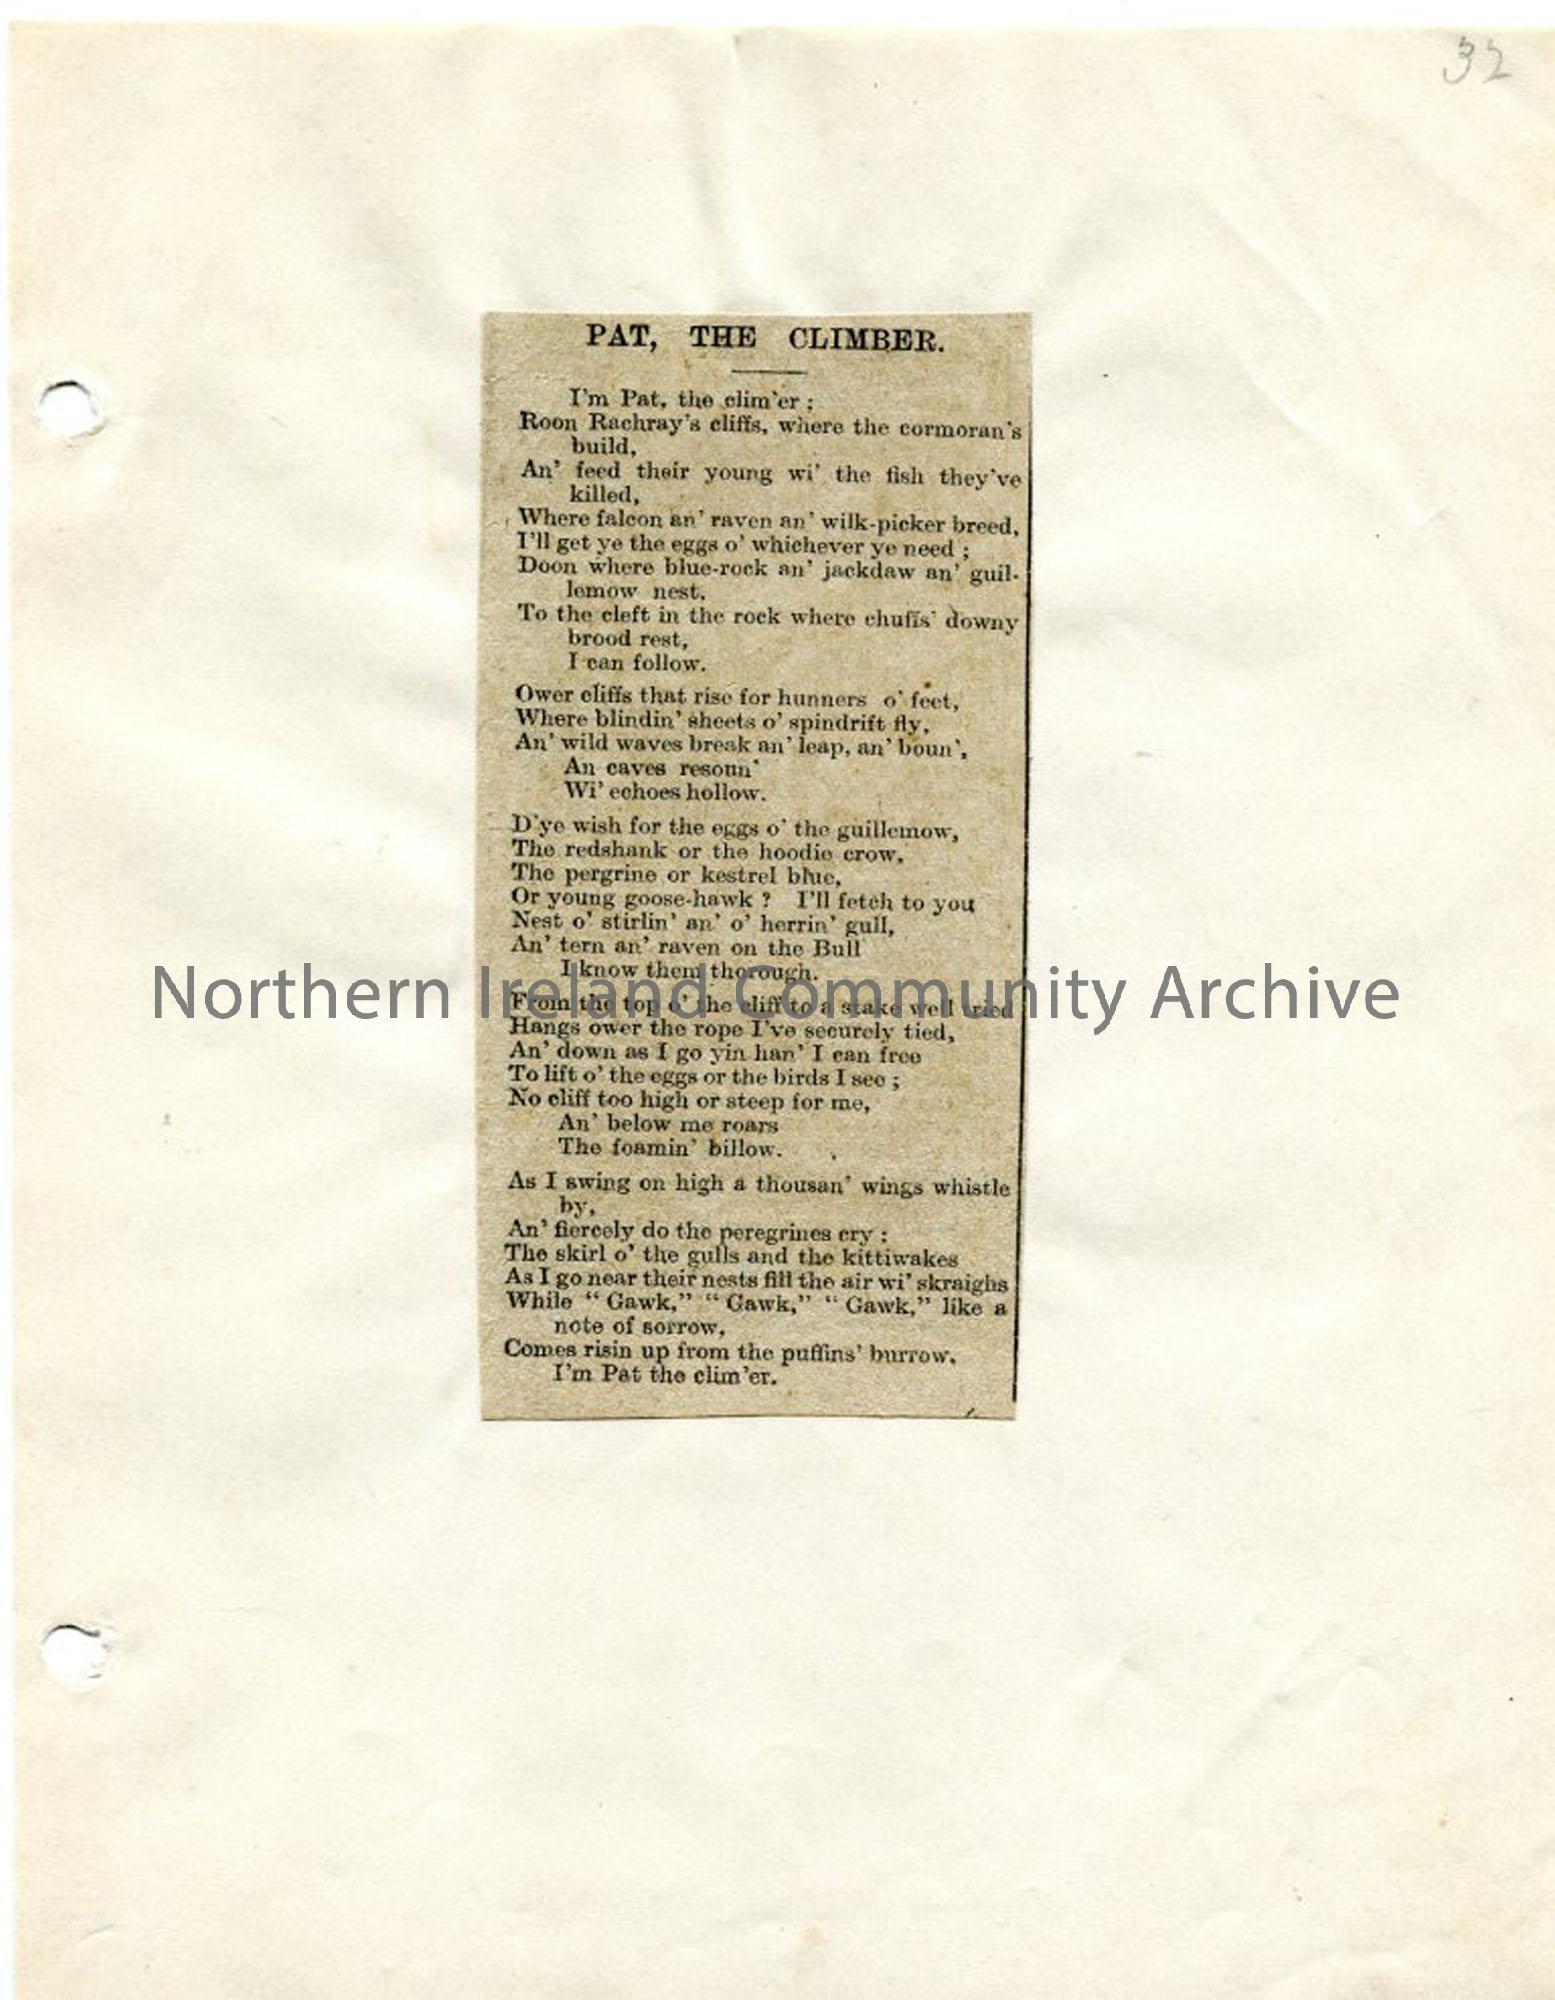 32
PAT, THE CLIMBER.
I'm Pat, the clim'er ;
Roon Rachray's cliffs, where the cormoran's
build,
An' feed their young wi' the fish they've
killed,
Where falcon an' raven an' wilk-picker breed,
I'll get ye the eggs o' whichever ye need ;
Doon where blue-rock an' jackdaw an' guil-
lemow nest,
To the cleft in the rock where chuffs' downy
brood rest,
I can follow.
Ower cliffs that rise for hunners o' feet,
Where blindin' sheets o' spindrift fly,
An' wild waves break an' leap, an' boun',
An caves resoun'
Wi' echoes hollow.
D'ye wish for the eggs o' the guillemow,
The redshank or the hoodie crow,
The pergrine or kestrel blue,
Or young goose-hawk ? I'll fetch to you
Nest o' stirlin' an' o' herrin' gull,
An' tern an' raven on the Bull
I know them thorough.
Northern Ireland Community Archive
From the top o' the cliff to a stake well tried
Hangs ower the rope I've securely tied,
An' down as I go yin han' I can free
To lift o' the eggs or the birds I see ;
No cliff too high or steep for me,
An' below me roars
The foamin' billow.
As I swing on high a thousan' wings whistle
by,
An' fiercely do the peregrines cry ;
The skirl o' the gulls and the kittiwakes
As I go near their nests fill the air wi' skraighs
While "Gawk," "Gawk," "Gawk," like a
note of sorrow,
Comes risin up from the puffins' burrow.
I'm Pat the clim'er.